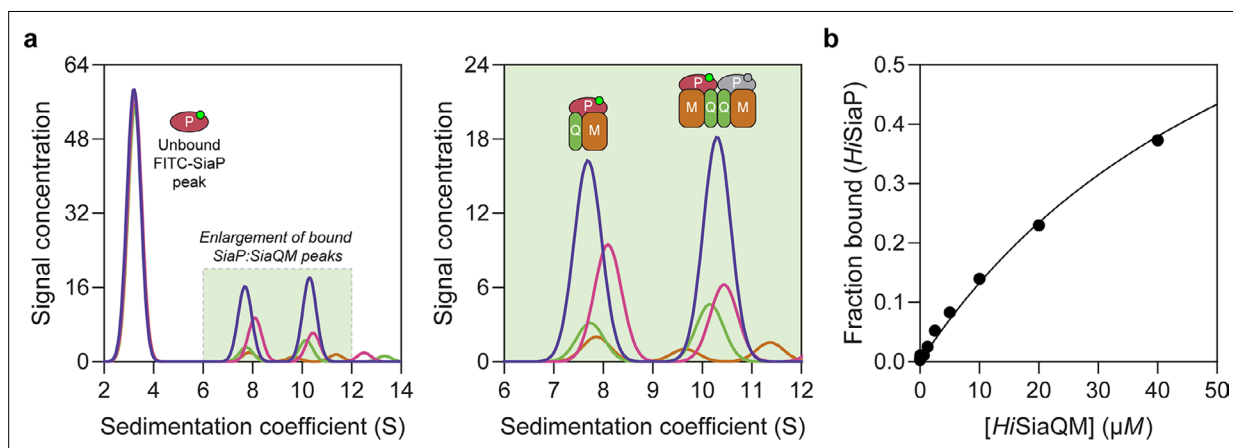 a
64
48
32
16
0
Signal concentration
P
Unbound
FITC-SiaP
peak
Enlargement of bound
SiaP:SiaQM peaks
2 4 6 8 10 12 14
Sedimentation coefficient (S)
24
18
12
6
0
Signal concentration
P
Q M
P P
M Q Q M
6 7 8 9 10 11 12
Sedimentation coefficient (S)
b
0.5
0.4
0.3
0.2
0.1
0.0
Fraction bound (HiSiaP)
0 10 20 30 40 50
[HiSiaQM] (µM)